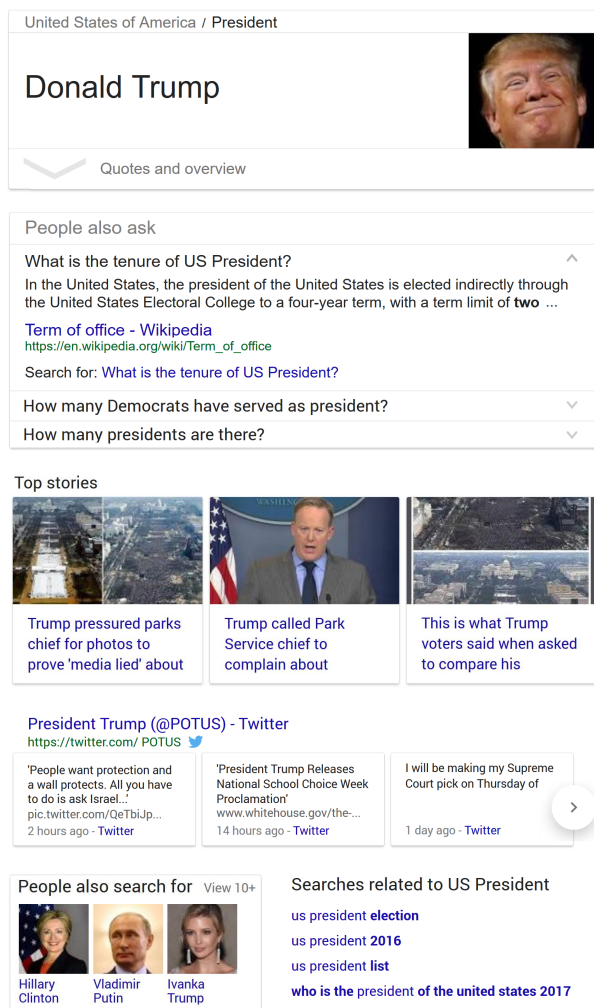 United States of America / President
Donald Trump
Quotes and overview
People also ask
What is the tenure of US President?
In the United States, the president of the United States is elected indirectly through
the United States Electoral College to a four-year term, with a term limit of two ...
Term of office - Wikipedia
https://en.wikipedia.org/wiki/Term_of_office
Search for: What is the tenure of US President?
How many Democrats have served as president?
How many presidents are there?
Top stories
WASHING
Trump pressured parks
chief for photos to
prove 'media lied' about
Trump called Park
Service chief to
complain about
This is what Trump
voters said when asked
to compare his
President Trump (@POTUS) - Twitter
https://twitter.com/ POTUS
'People want protection and
a wall protects. All you have
to do is ask Israel...'
pic.twitter.com/QeTbiJp...
2 hours ago - Twitter
'President Trump Releases
National School Choice Week
Proclamation'
www.whitehouse.gov/the-...
14 hours ago - Twitter
I will be making my Supreme
Court pick on Thursday of
1 day ago - Twitter
People also search for View 10+
Hillary
Clinton
Vladimir
Putin
Ivanka
Trump
Searches related to US President
us president election
us president 2016
us president list
who is the president of the united states 2017